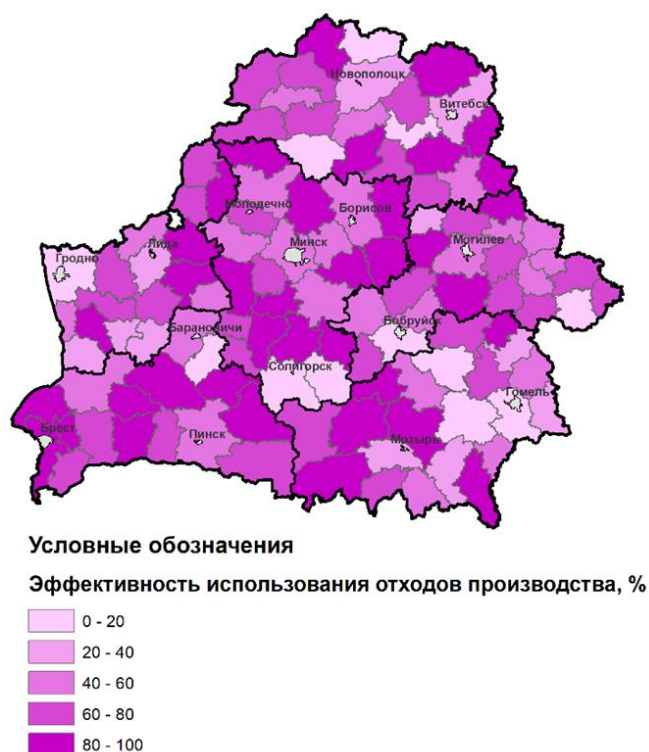 Новополоцк
Витебск
Молодечно
Борисов
Лида
Минск
Могилев
Гродно
Барановичи
Бобруйск
Солигорск
Гомель
Брест
Пинск
Мозырь
Условные обозначения
Эффективность использования отходов производства, %
0 - 20
20 - 40
40 - 60
60 - 80
80 - 100